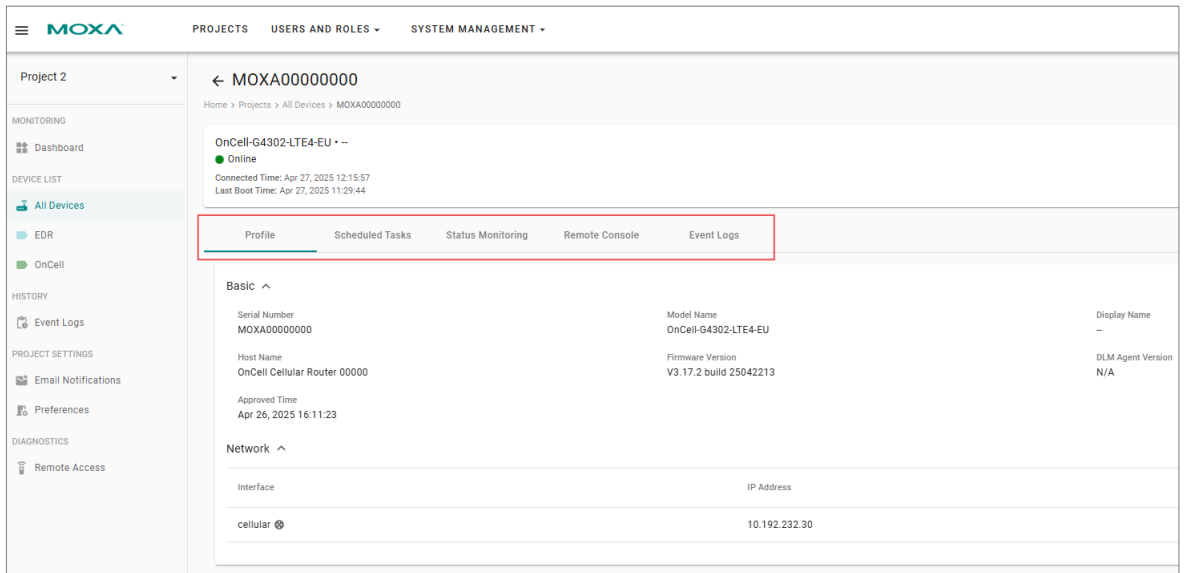 MOXA
PROJECTS USERS AND ROLES SYSTEM MANAGEMENT
Project 2
MONITORING
Dashboard
DEVICE LIST
All Devices
EDR
OnCell
HISTORY
Event Logs
PROJECT SETTINGS
Email Notifications
Preferences
DIAGNOSTICS
Remote Access
MOXA00000000
Home > Projects > All Devices > MOXA00000000
OnCell-G4302-LTE4-EU • --
Online
Connected Time: Apr 27, 2025 12:15:57
Last Boot Time: Apr 27, 2025 11:29:44
Profile Scheduled Tasks Status Monitoring Remote Console Event Logs
Basic
Serial Number Model Name Display Name
MOXA00000000 OnCell-G4302-LTE4-EU --
Host Name Firmware Version DLM Agent Version
OnCell Cellular Router 00000 V3.17.2 build 25042213 N/A
Approved Time
Apr 26, 2025 16:11:23
Network
Interface IP Address
cellular 10.192.232.30